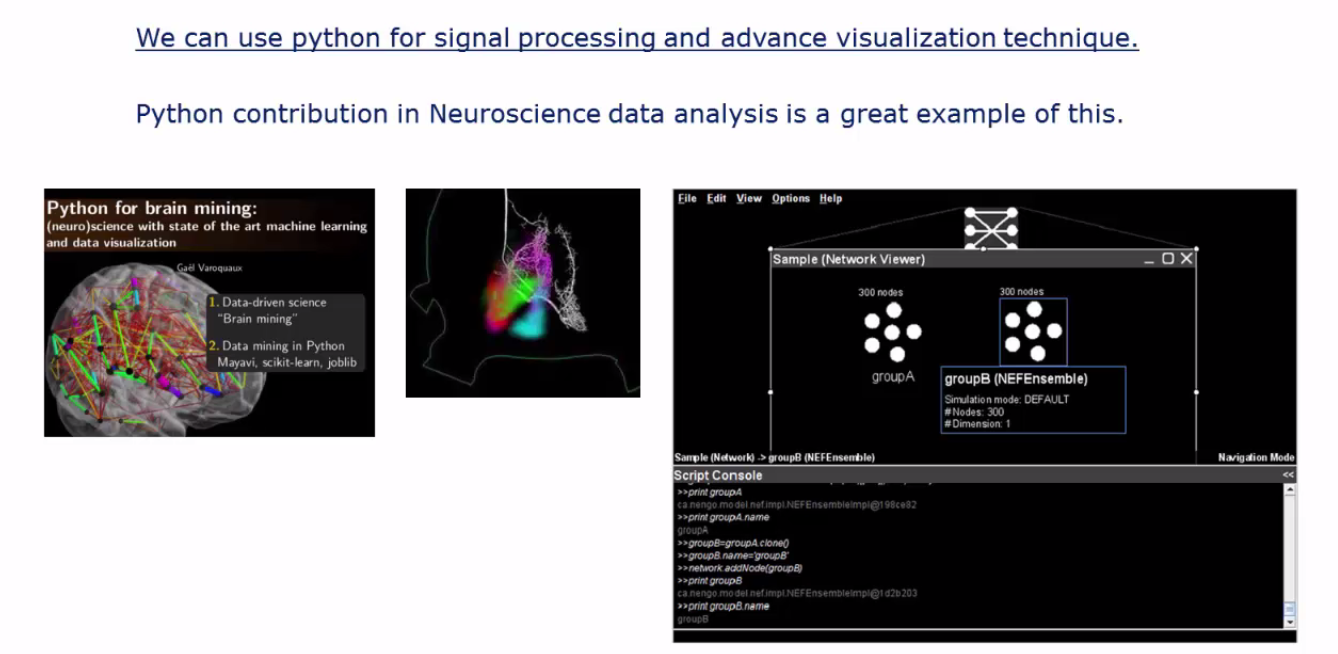 We can use python for signal processing and advance visualization technique.
Python contribution in Neuroscience data analysis is a great example of this.
Python for brain mining:
(neuro)science with state of the art machine learning
and data visualization
Gaël Varoquaux
1. Data-driven science
"Brain mining"
2. Data mining in Python
Mayavi, scikit-learn, joblib
File Edit View Options Help
Sample (Network Viewer)
300 nodes
300 nodes
groupA
groupB (NEFEnsemble)
Simulation mode: DEFAULT
#Nodes: 300
#Dimension: 1
Sample (Network) -> groupB (NEFEnsemble)
Navigation Mode
Script Console <<
>>print groupA
ca.nengo.model.nef.impl.NEFEnsembleImpl@198ce82
>>print groupA.name
groupA
>>groupB=groupA.clone()
>>groupB.name='groupB'
>>network.addNode(groupB)
>>print groupB
ca.nengo.model.nef.impl.NEFEnsembleImpl@1d2b203
>>print groupB.name
groupB